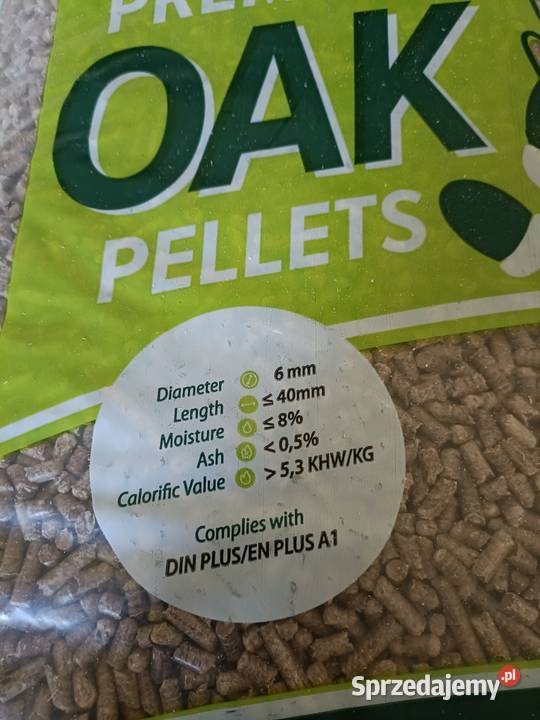 OAK
PELLETS
Diameter 6 mm
Length ≤ 40mm
Moisture ≤ 8%
Ash < 0,5%
Calorific Value > 5,3 KHW/KG
Complies with
DIN PLUS/EN PLUS A1
Sprzedajemy.pl